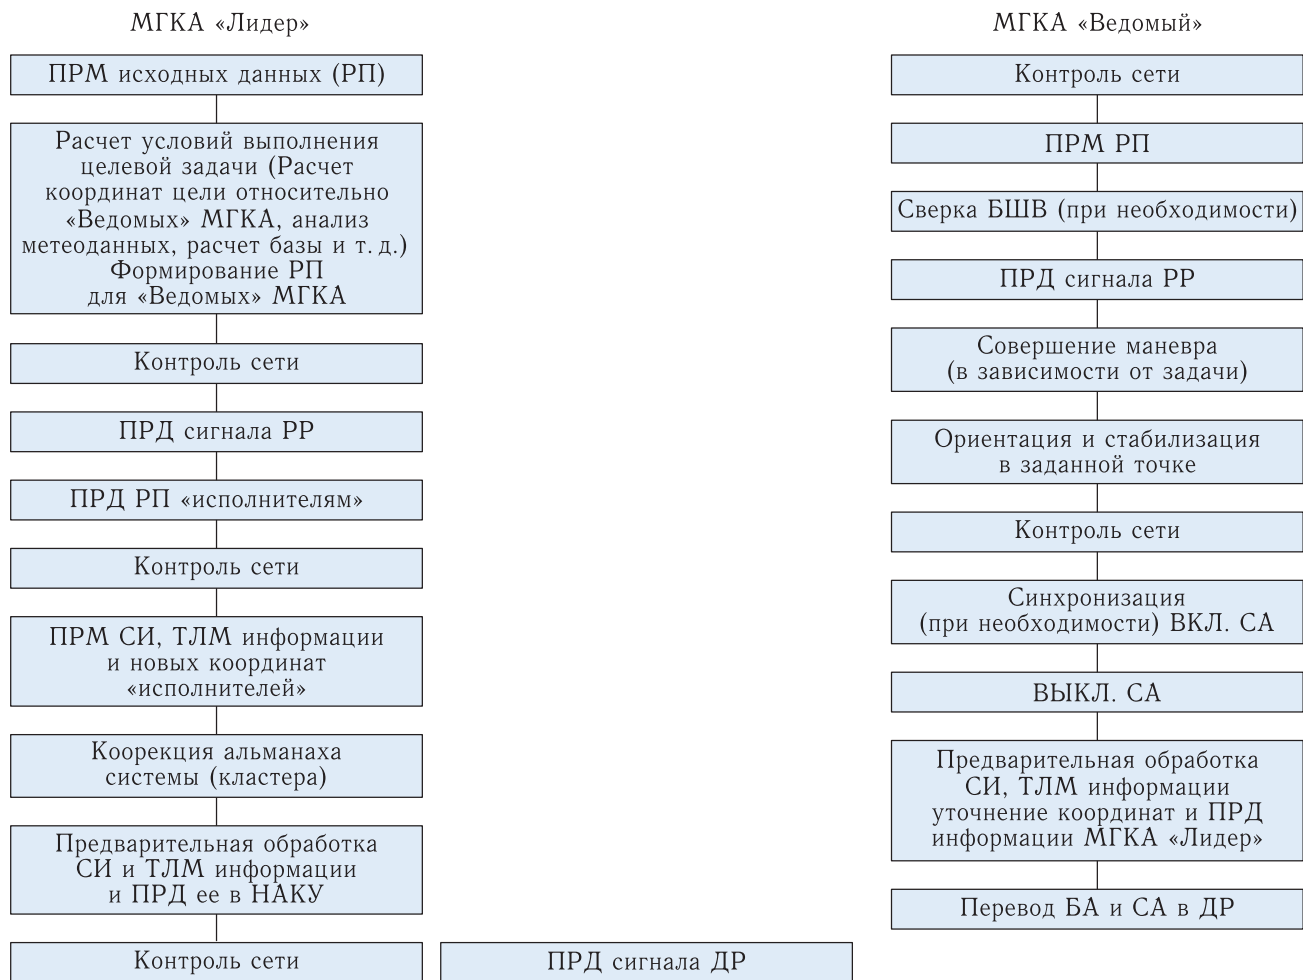 МГКА «Лидер»
ПРМ исходных данных (РП)
Расчет условий выполнения
целевой задачи (Расчет
координат цели относительно
«Ведомых» МГКА, анализ
метеоданных, расчет базы и т. д.)
Формирование РП
для «Ведомых» МГКА
Контроль сети
ПРД сигнала РР
ПРД РП «исполнителям»
Контроль сети
ПРМ СИ, ТЛМ информации
и новых координат
«исполнителей»
Коорекция альманаха
системы (кластера)
Предварительная обработка
СИ и ТЛМ информации
и ПРД ее в НАКУ
Контроль сети
ПРД сигнала ДР
МГКА «Ведомый»
Контроль сети
ПРМ РП
Сверка БШВ (при необходимости)
ПРД сигнала РР
Совершение маневра
(в зависимости от задачи)
Ориентация и стабилизация
в заданной точке
Контроль сети
Синхронизация
(при необходимости) ВКЛ. СА
ВЫКЛ. СА
Предварительная обработка
СИ, ТЛМ информации
уточнение координат и ПРД
информации МГКА «Лидер»
Перевод БА и СА в ДР